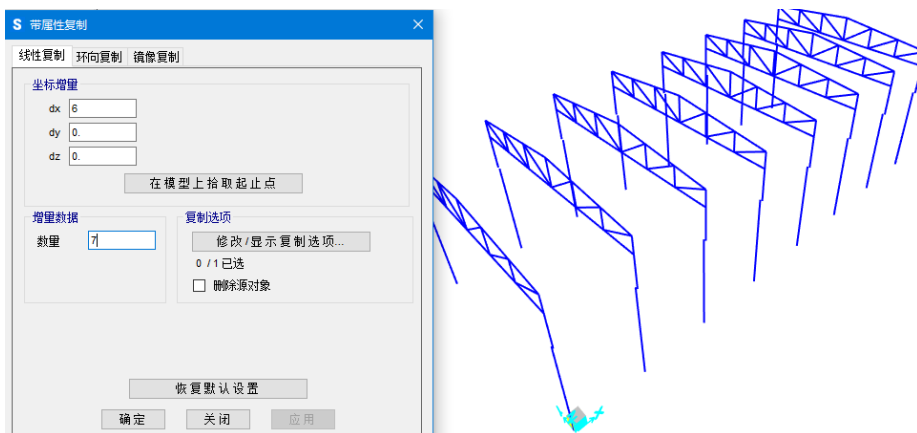 S 带属性复制
线性复制 环向复制 镜像复制
坐标增量
dx 6
dy 0.
dz 0.
在模型上拾取起止点
增量数据
数量 7
复制选项
修改/显示复制选项...
0 / 1 已选
删除源对象
恢复默认设置
确定 关闭 应用